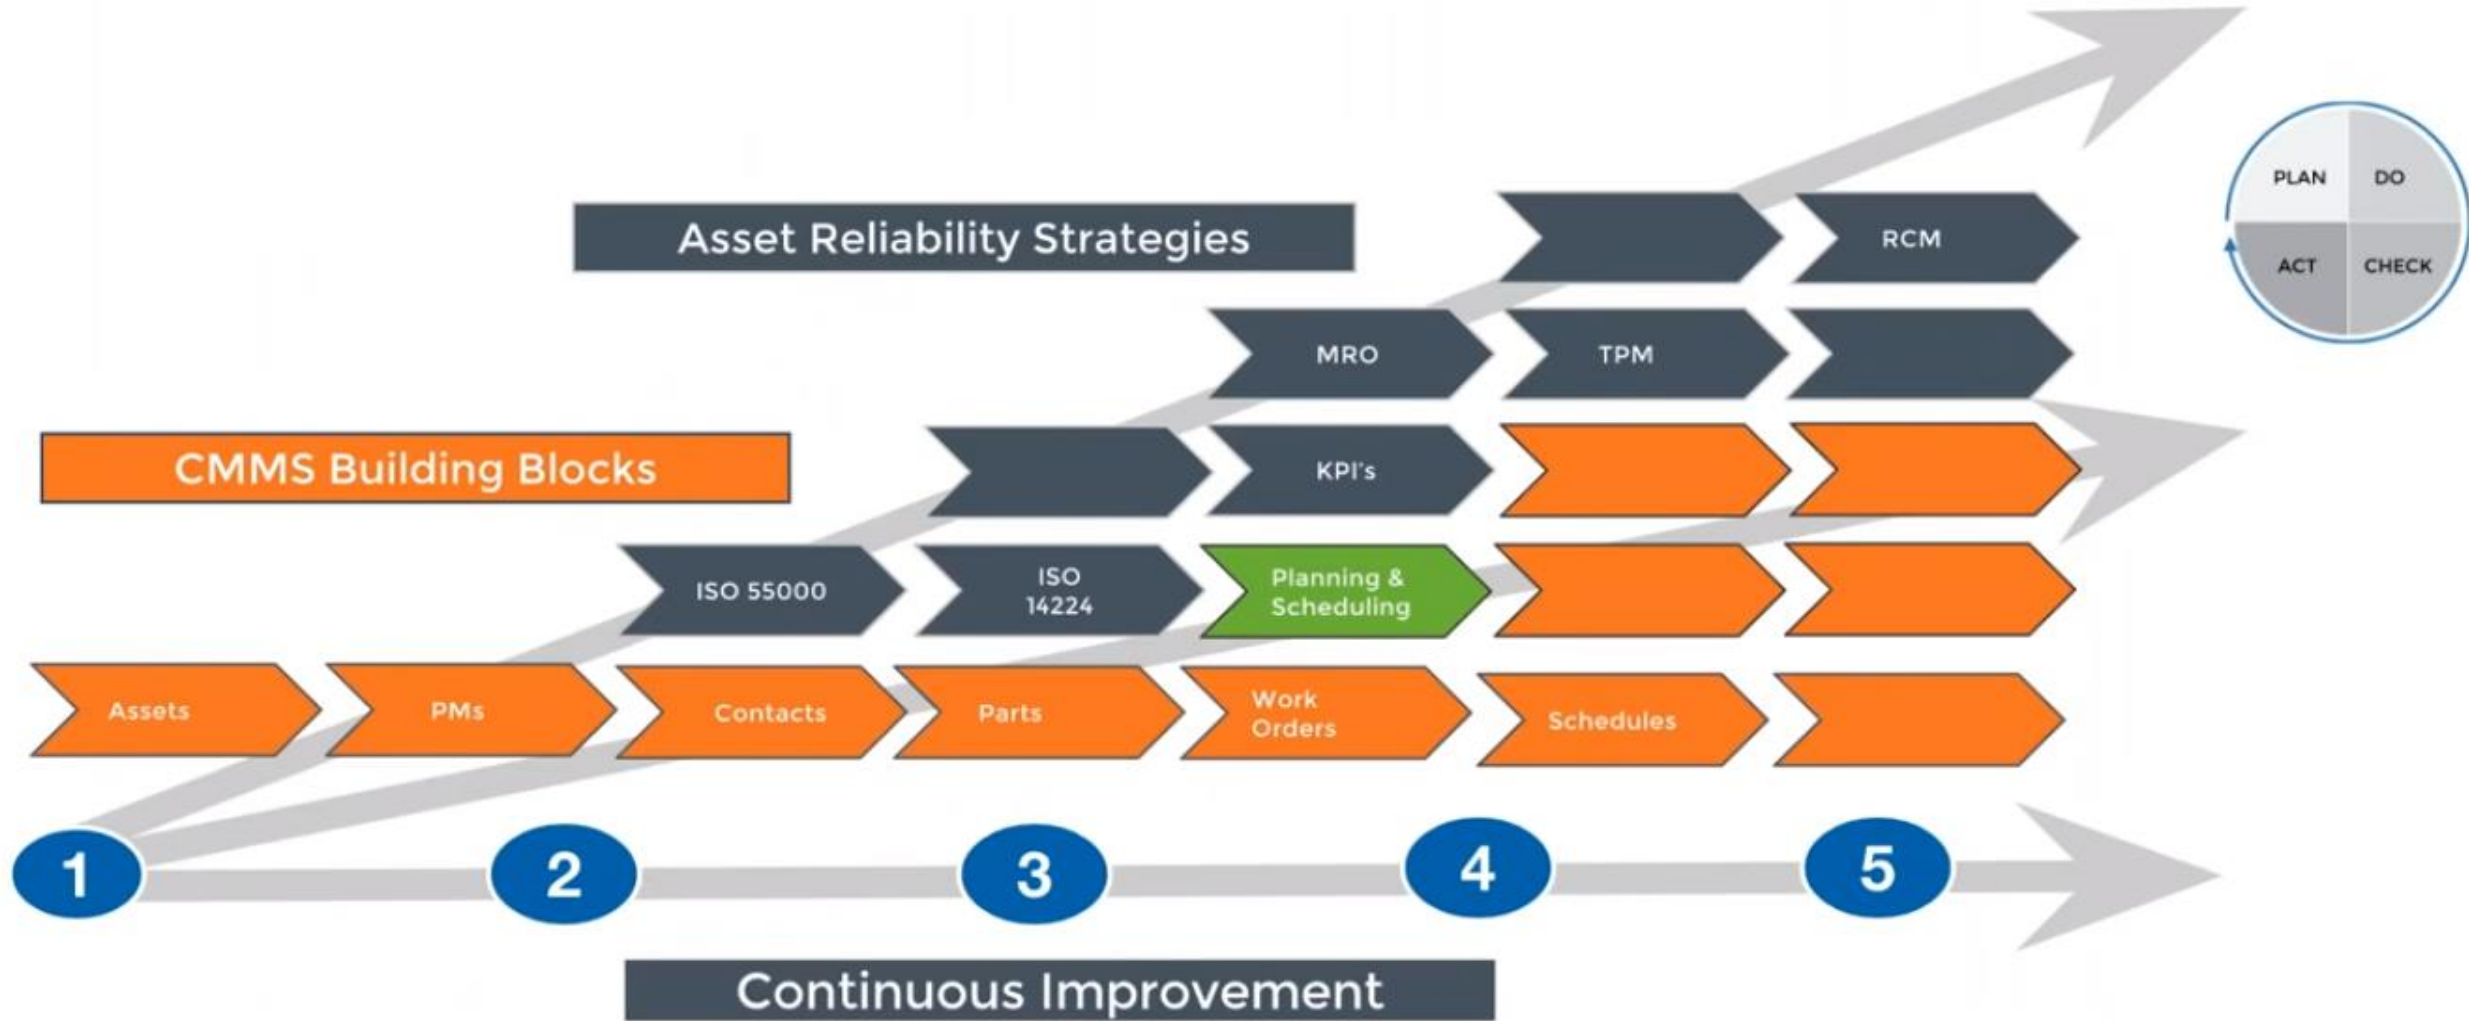 PLAN
DO
ACT
CHECK
Asset Reliability Strategies
RCM
MRO
TPM
CMMS Building Blocks
KPI's
ISO 55000
ISO
14224
Planning &
Scheduling
Assets
PMs
Contacts
Parts
Work
Orders
Schedules
1
2
3
4
5
Continuous Improvement